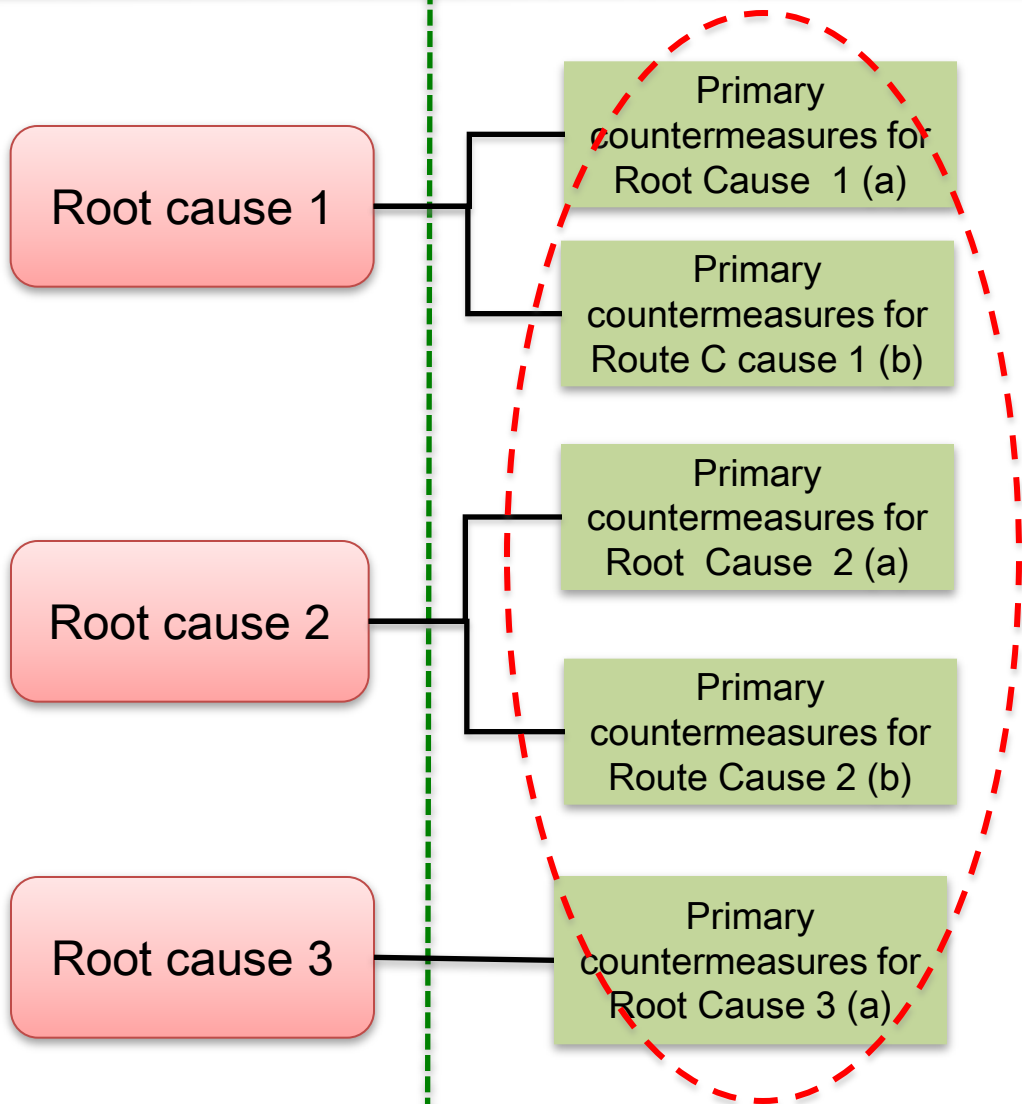 Root cause 1
Primary
countermeasures for
Root Cause 1 (a)
Primary
countermeasures for
Route C cause 1 (b)
Root cause 2
Primary
countermeasures for
Root Cause 2 (a)
Primary
countermeasures for
Route Cause 2 (b)
Root cause 3
Primary
countermeasures for
Root Cause 3 (a)